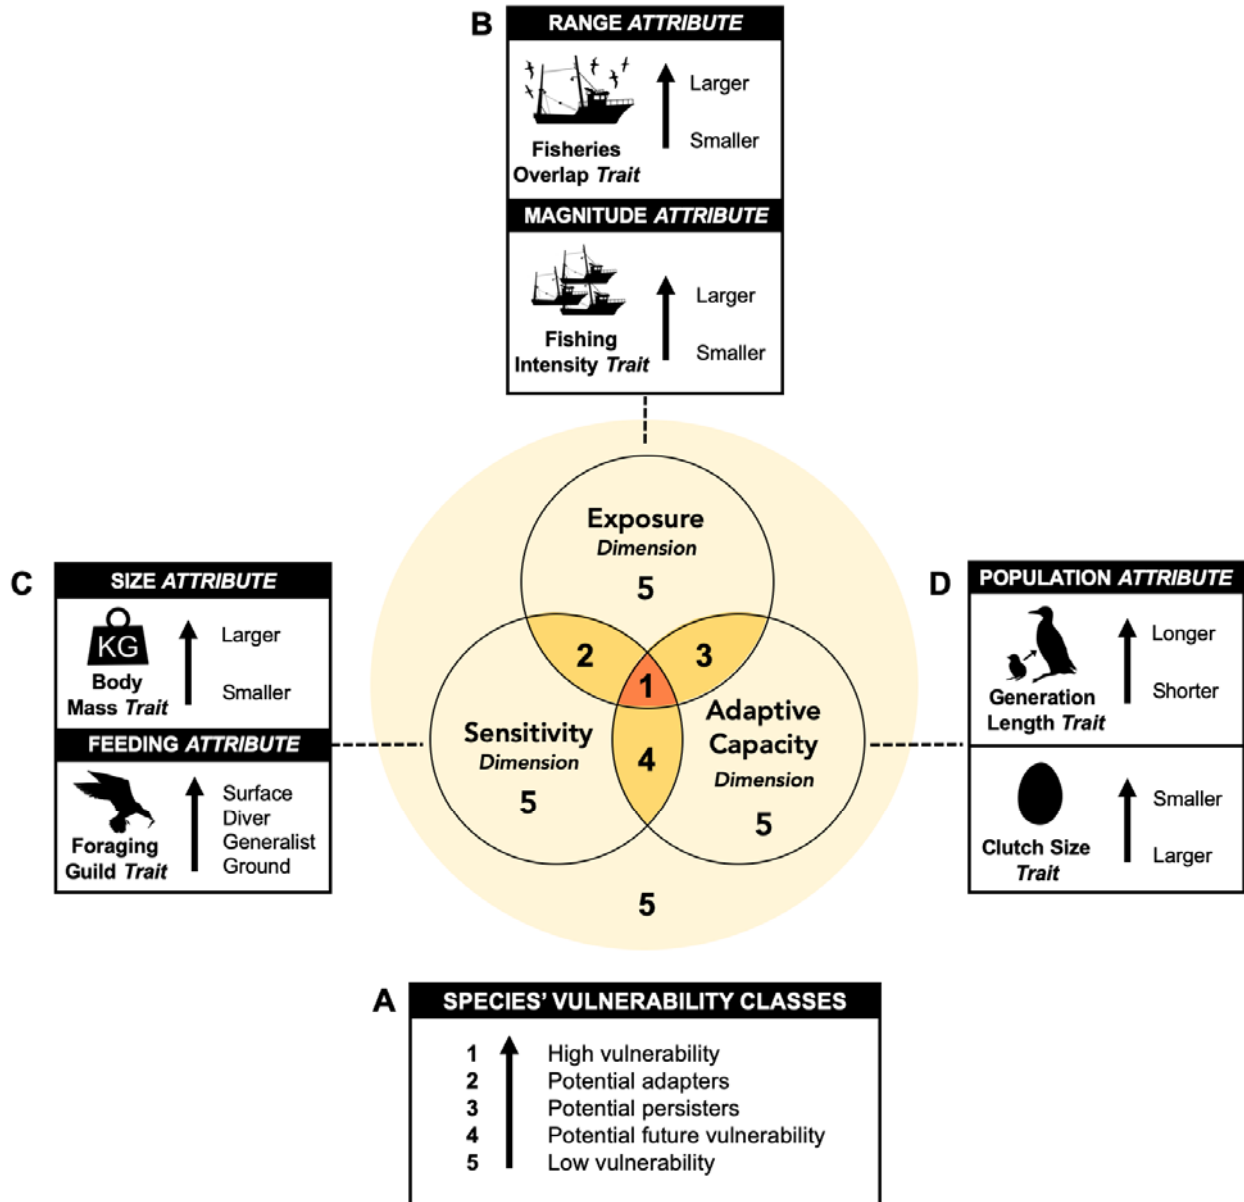 B
RANGE ATTRIBUTE
Larger
Smaller
Fisheries
Overlap Trait
MAGNITUDE ATTRIBUTE
Larger
Smaller
Fishing
Intensity Trait
Exposure
Dimension
5
2
3
1
Sensitivity
Dimension
5
4
Adaptive
Capacity
Dimension
5
5
C
SIZE ATTRIBUTE
KG
Larger
Smaller
Body
Mass Trait
FEEDING ATTRIBUTE
Surface
Diver
Generalist
Ground
Foraging
Guild Trait
D
POPULATION ATTRIBUTE
Longer
Shorter
Generation
Length Trait
Smaller
Larger
Clutch Size
Trait
A
SPECIES' VULNERABILITY CLASSES
1 High vulnerability
2 Potential adapters
3 Potential persisters
4 Potential future vulnerability
5 Low vulnerability